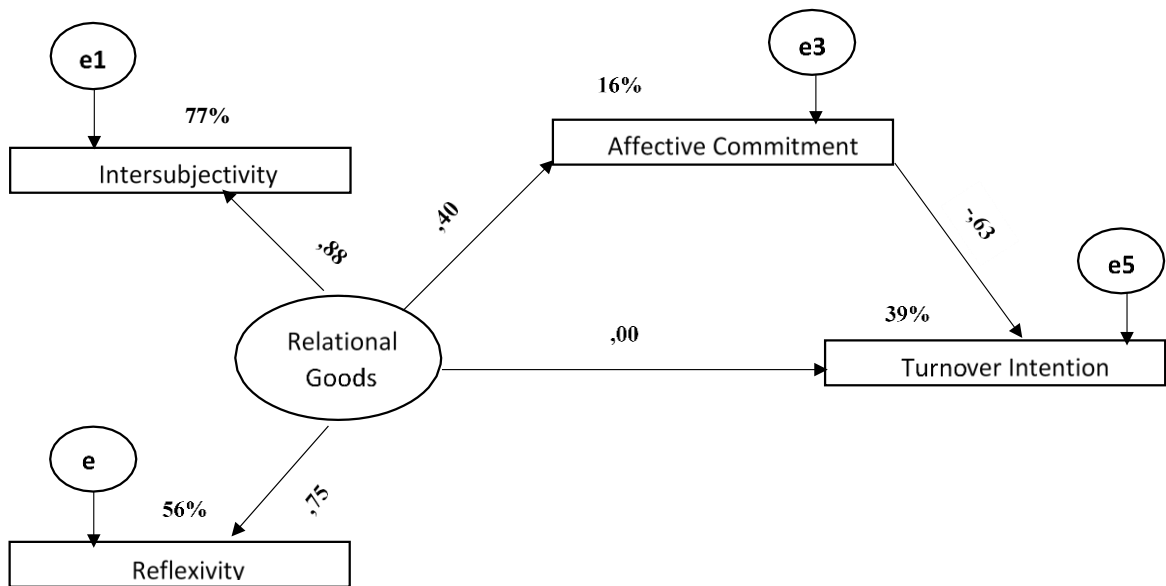 e1
e3
77%
16%
Affective Commitment
Intersubjectivity
,40
,88
-,63
e5
39%
,00
Relational
Goods
Turnover Intention
e
56%
,75
Reflexivity